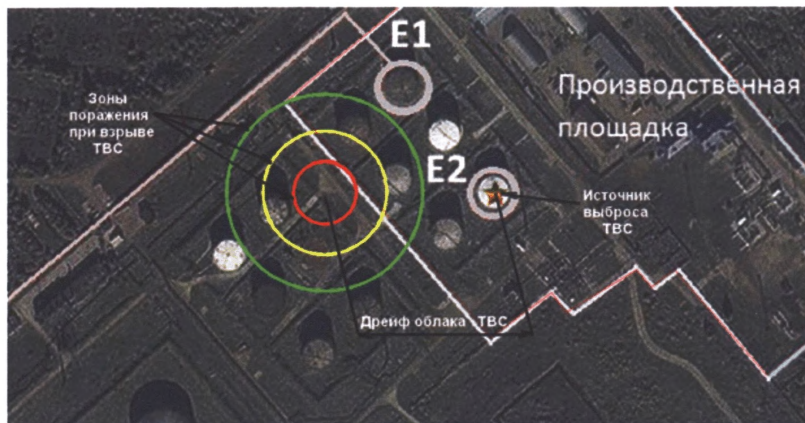 E1
Зоны
поражения
при взрыве
ТВС
Производственная
площадка
E2
Источник
выброса
ТВС
Дрейф облака ТВС